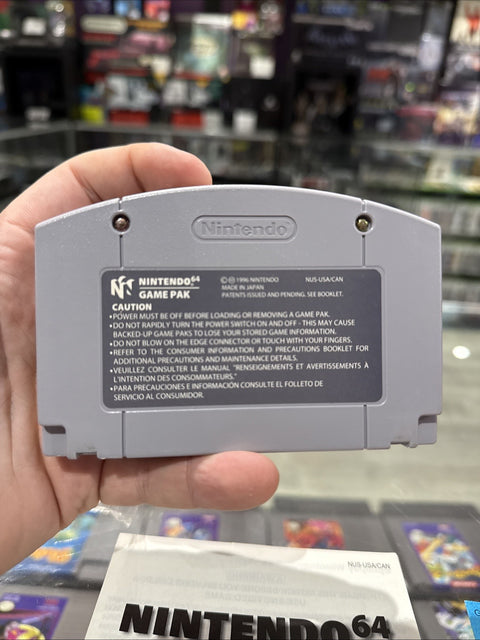 Nintendo
NINTENDO64
GAME PAK
© Ⓜ 1996 NINTENDO
MADE IN JAPAN
PATENTS ISSUED AND PENDING. SEE BOOKLET.
NUS-USA/CAN
CAUTION
•POWER MUST BE OFF BEFORE LOADING OR REMOVING A GAME PAK.
•DO NOT RAPIDLY TURN THE POWER SWITCH ON AND OFF - THIS MAY CAUSE
BACKED-UP GAME PAKS TO LOSE YOUR STORED GAME INFORMATION.
•DO NOT BLOW ON THE EDGE CONNECTOR OR TOUCH WITH YOUR FINGERS.
•REFER TO THE CONSUMER INFORMATION AND PRECAUTIONS BOOKLET FOR
ADDITIONAL PRECAUTIONS AND MAINTENANCE DETAILS.
•VEUILLEZ CONSULTER LE MANUAL "RENSEIGNEMENTS ET AVERTISSEMENTS À
L'INTENTION DES CONSOMMATEURS."
•PARA PRECAUCIONES E INFORMACIÓN CONSULTE EL FOLLETO DE
SERVICIO AL CONSUMIDOR.
NUS-USA/CAN
NINTENDO64